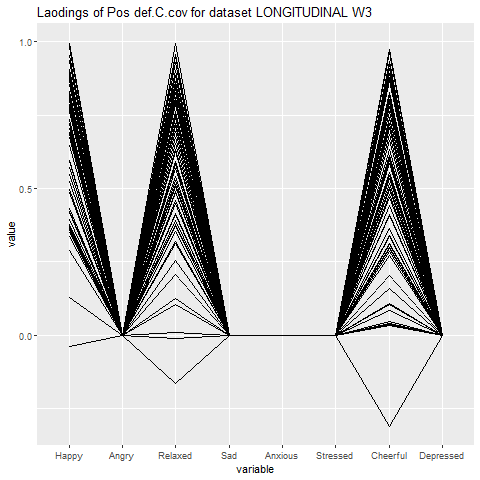 Laodings of Pos def.C.cov for dataset LONGITUDINAL W3
1.0
0.5
0.0
value
Happy Angry Relaxed Sad Anxious Stressed Cheerful Depressed
variable